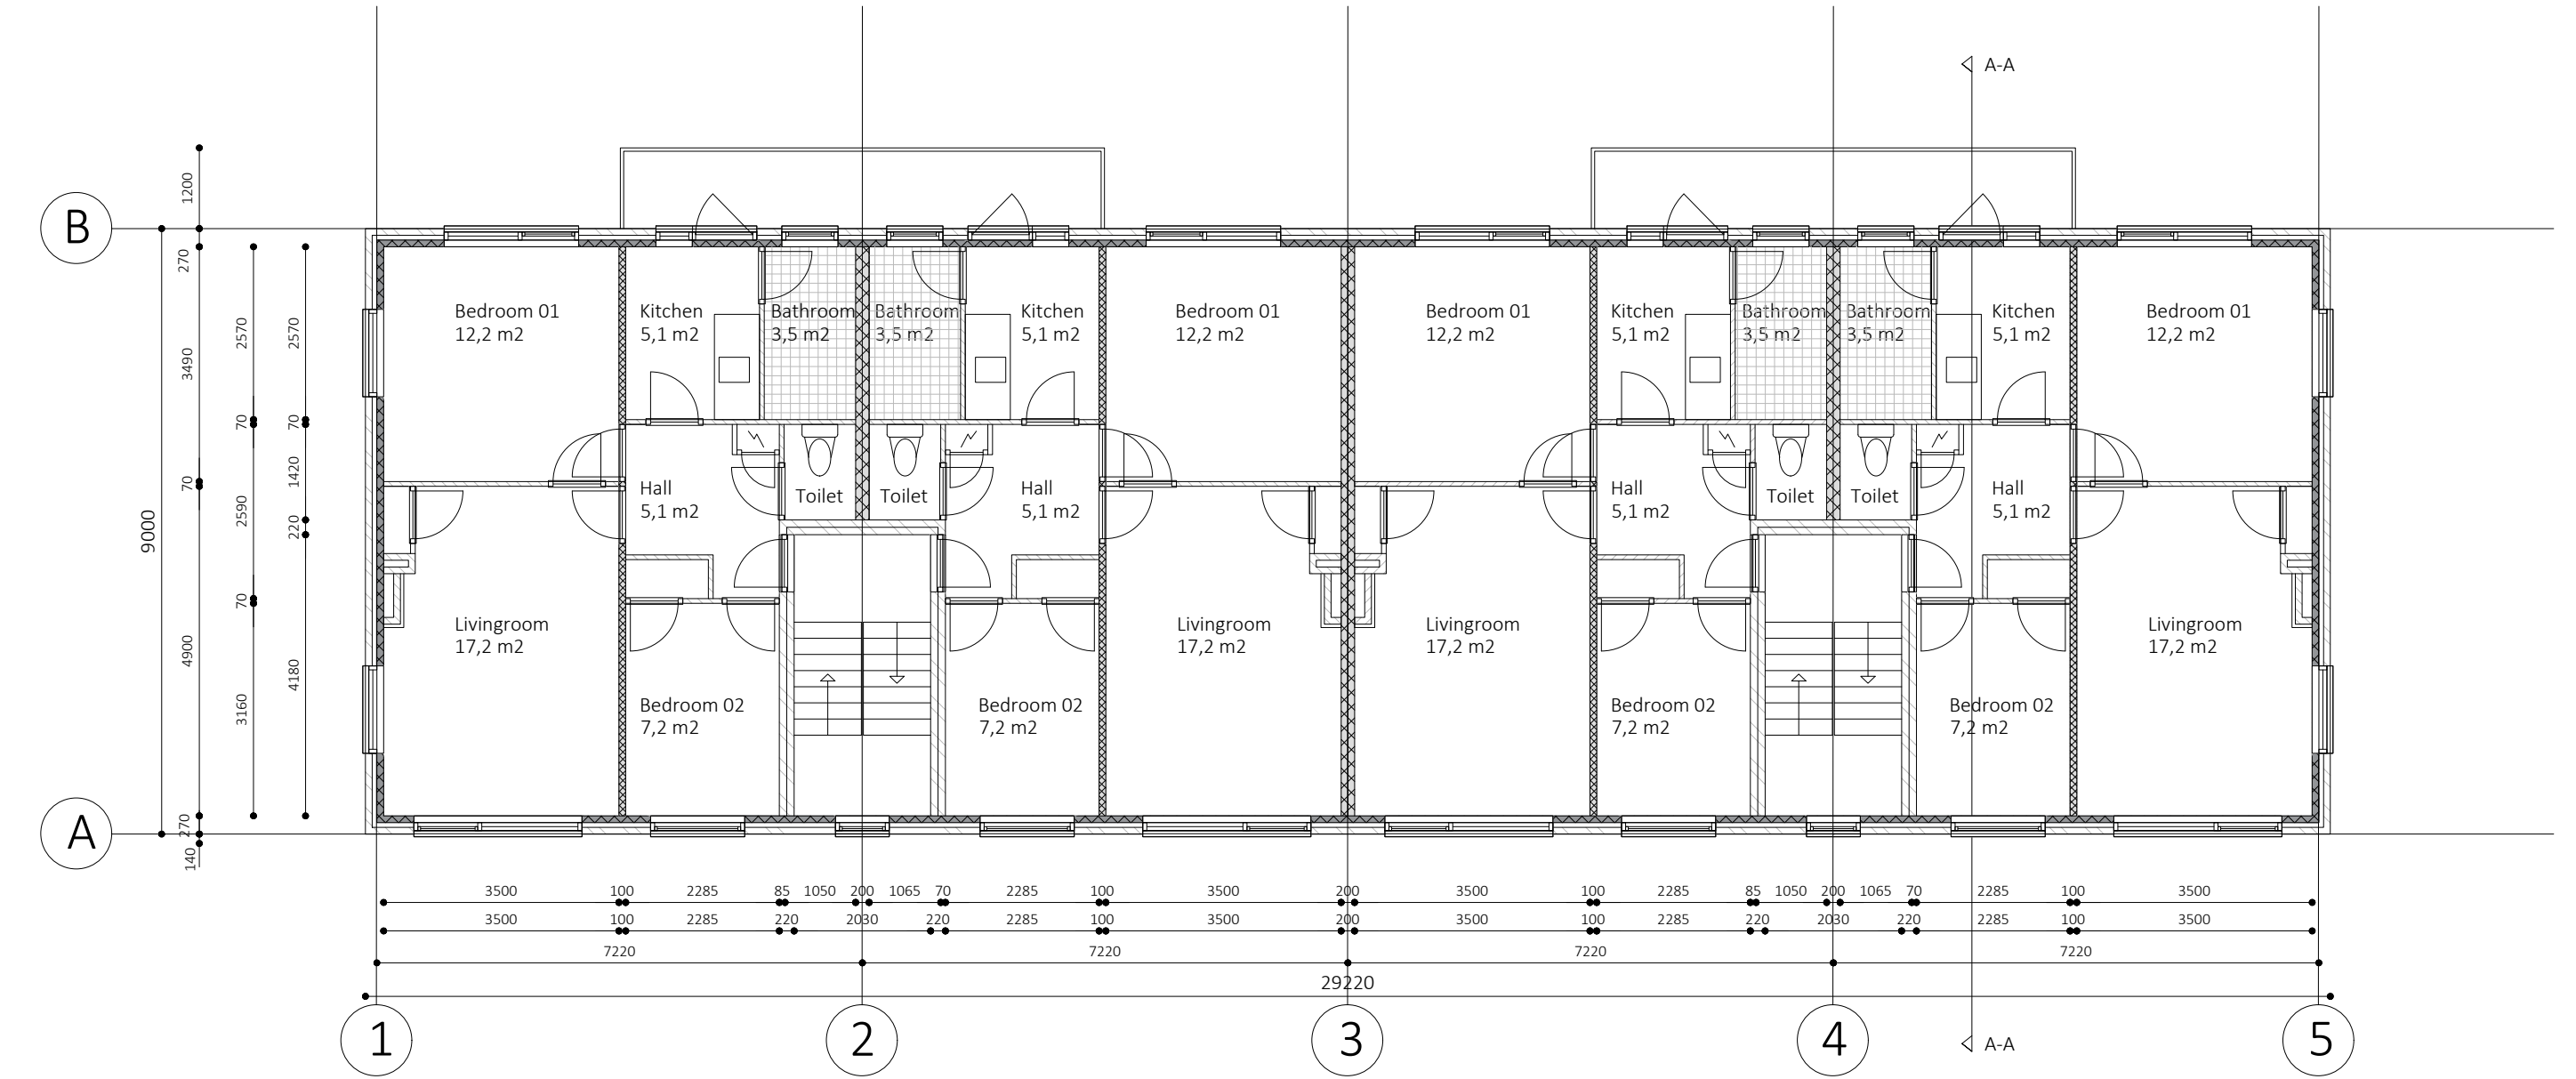 A-A
B
1200
270
3490
70
4900
270
140
9000
2570
70
2590
70
3160
2570
70
1420
220
4180
A
Bedroom 01
12,2 m2
Kitchen
5,1 m2
Bathroom
3,5 m2
Bathroom
3,5 m2
Kitchen
5,1 m2
Bedroom 01
12,2 m2
Bedroom 01
12,2 m2
Kitchen
5,1 m2
Bathroom
3,5 m2
Bathroom
3,5 m2
Kitchen
5,1 m2
Bedroom 01
12,2 m2
Hall
5,1 m2
Toilet
Toilet
Hall
5,1 m2
Hall
5,1 m2
Toilet
Toilet
Hall
5,1 m2
Livingroom
17,2 m2
Livingroom
17,2 m2
Livingroom
17,2 m2
Livingroom
17,2 m2
Bedroom 02
7,2 m2
Bedroom 02
7,2 m2
Bedroom 02
7,2 m2
Bedroom 02
7,2 m2
3500 100 2285 85 1050 200 1065 70 2285 100 3500 200 3500 100 2285 85 1050 200 1065 70 2285 100 3500
3500 100 2285 220 2030 220 2285 100 3500 200 3500 100 2285 220 2030 220 2285 100 3500
7220 7220 7220 7220
29220
1 2 3 4 5
A-A